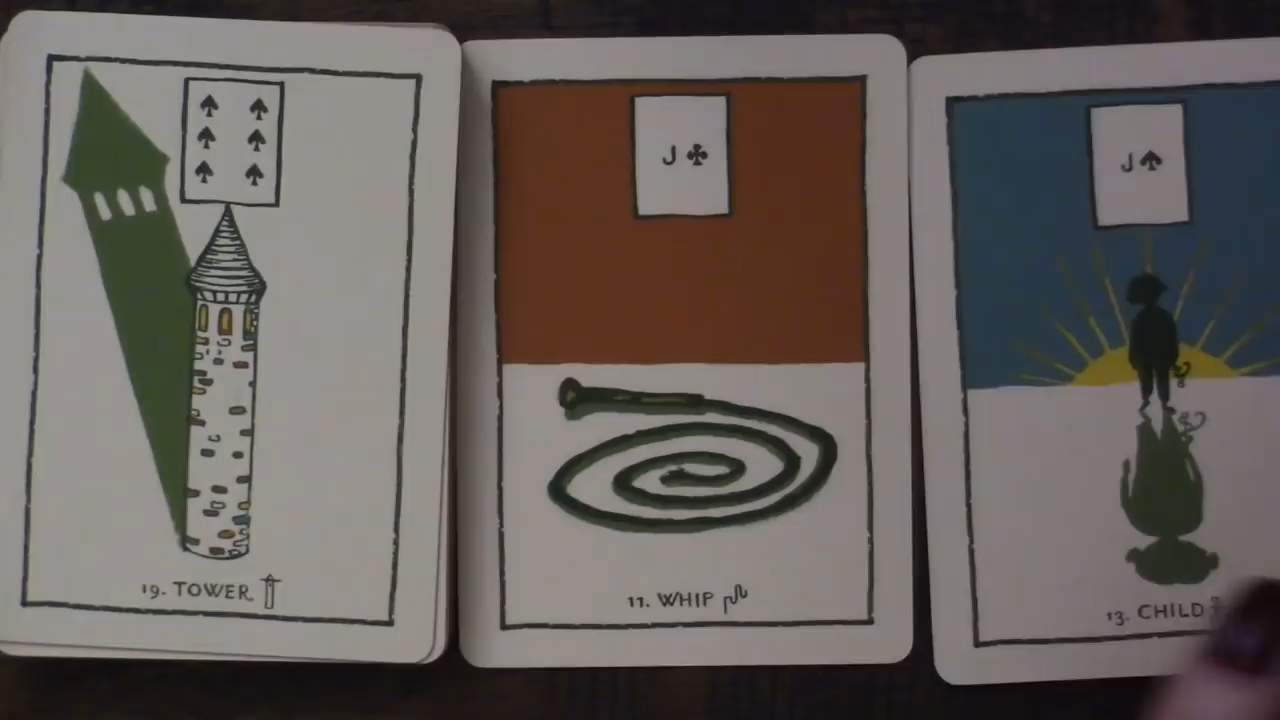 J ♣
J ♠
19. TOWER
11. WHIP
13. CHILD